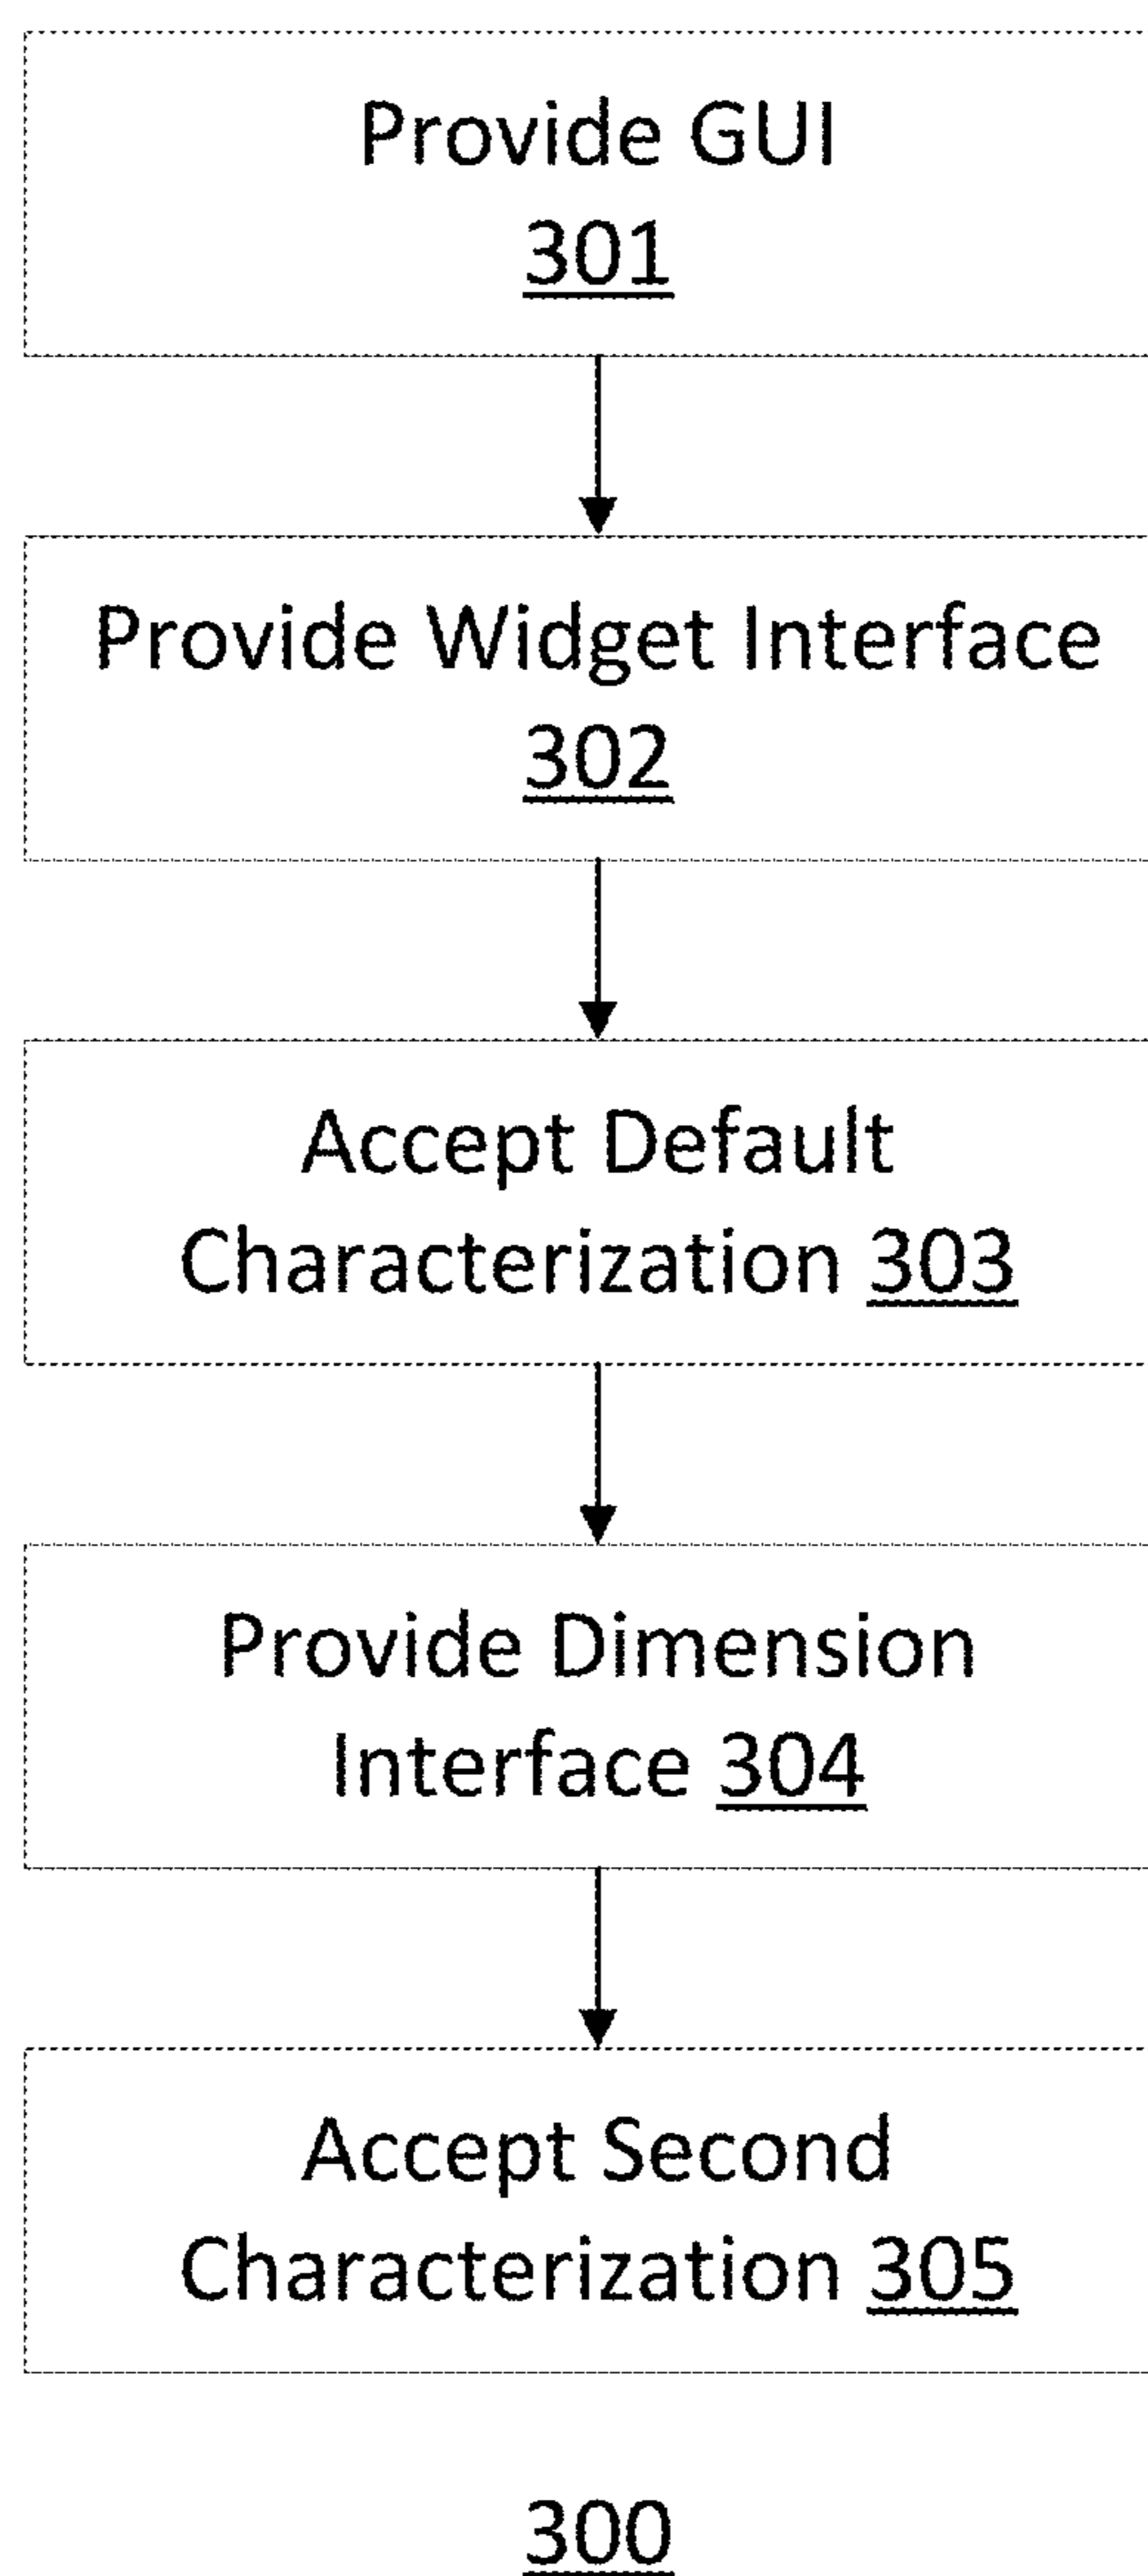 Provide GUI
301
Provide Widget Interface
302
Accept Default
Characterization 303
Provide Dimension
Interface 304
Accept Second
Characterization 305
300